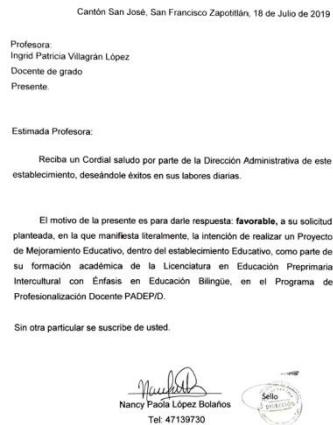 Cantón San José, San Francisco Zapotitlán, 18 de Julio de 2019
Profesora:
Ingrid Patricia Villagrán López
Docente de grado
Presente.
Estimada Profesora:
Reciba un Cordial saludo por parte de la Dirección Administrativa de este
establecimiento, deseándole éxitos en sus labores diarias.
El motivo de la presente es para darle respuesta: favorable, a su solicitud
planteada, en la que manifiesta literalmente, la intención de realizar un Proyecto
de Mejoramiento Educativo, dentro del establecimiento Educativo, como parte de
su formación académica de la Licenciatura en Educación Preprimaria
Intercultural con Énfasis en Educación Bilingüe, en el Programa de
Profesionalización Docente PADEP/D.
Sin otra particular se suscribe de usted.
Nancy Paola López Bolaños
Tel: 47139730
Sello
DIRECCIÓN